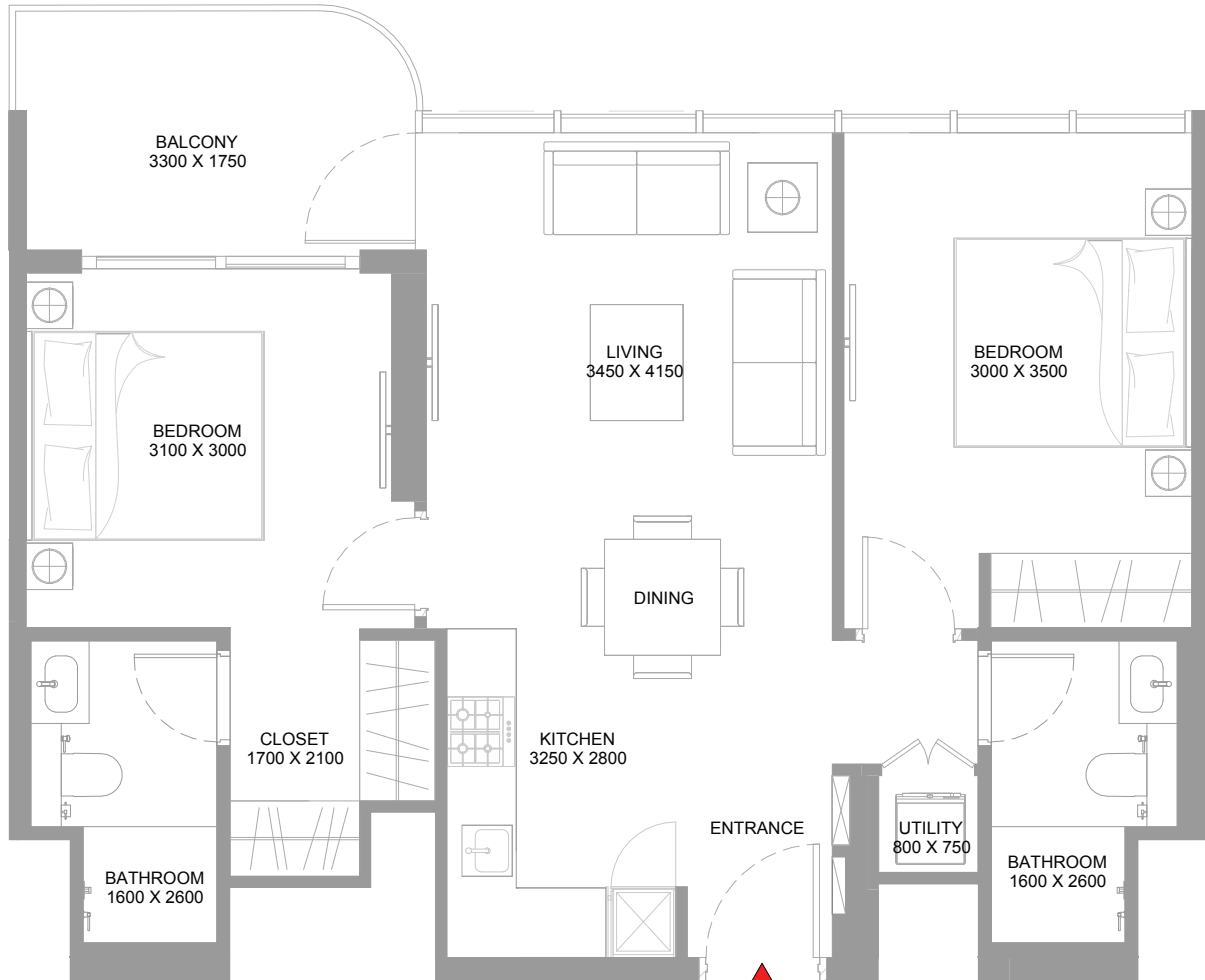 BALCONY
3300 X 1750
LIVING
3450 X 4150
BEDROOM
3000 X 3500
BEDROOM
3100 X 3000
DINING
CLOSET
1700 X 2100
KITCHEN
3250 X 2800
ENTRANCE
UTILITY
800 X 750
BATHROOM
1600 X 2600
BATHROOM
1600 X 2600